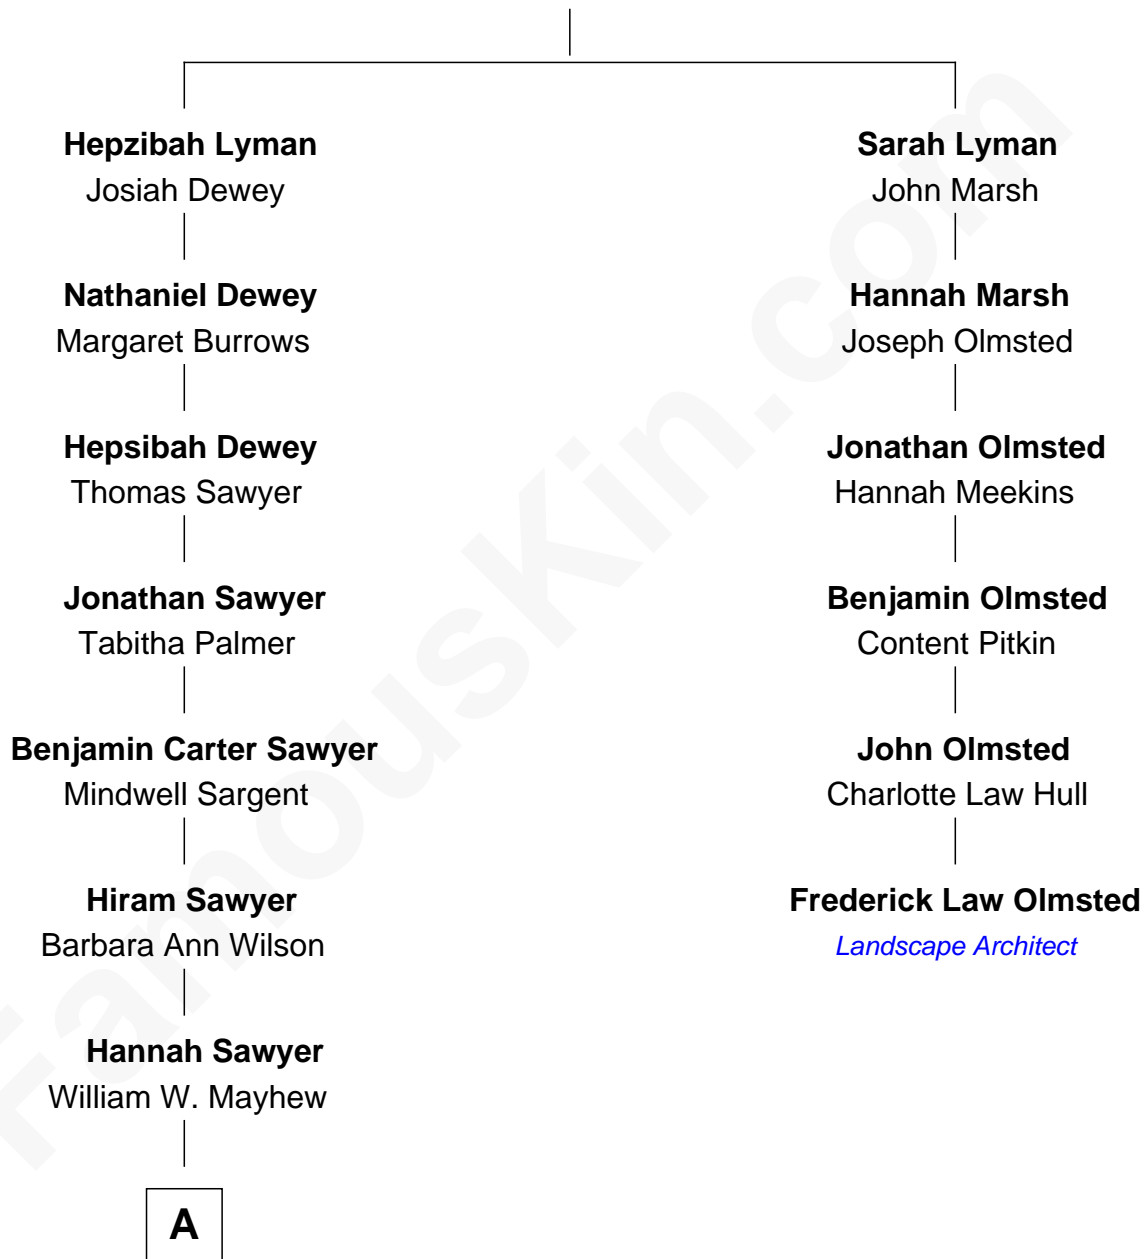 Hepzibah Lyman
Josiah Dewey
Nathaniel Dewey
Margaret Burrows
Hepsibah Dewey
Thomas Sawyer
Jonathan Sawyer
Tabitha Palmer
Benjamin Carter Sawyer
Mindwell Sargent
Hiram Sawyer
Barbara Ann Wilson
Hannah Sawyer
William W. Mayhew
A
Sarah Lyman
John Marsh
Hannah Marsh
Joseph Olmsted
Jonathan Olmsted
Hannah Meekins
Benjamin Olmsted
Content Pitkin
John Olmsted
Charlotte Law Hull
Frederick Law Olmsted
Landscape Architect
FamousKin.com